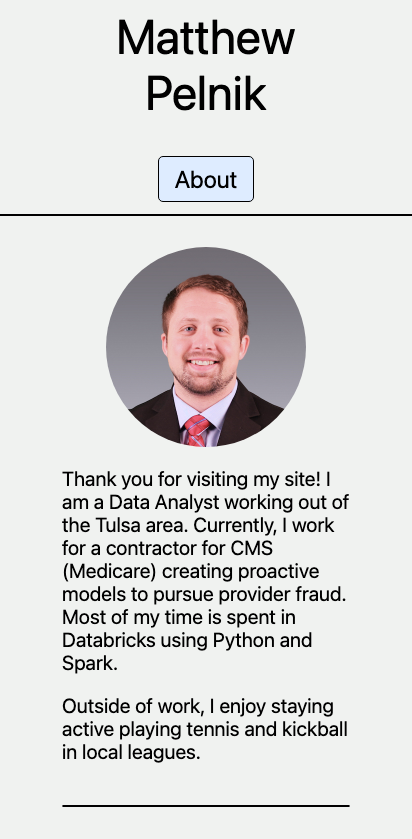 Matthew
Pelnik
About
Thank you for visiting my site! I
am a Data Analyst working out of
the Tulsa area. Currently, I work
for a contractor for CMS
(Medicare) creating proactive
models to pursue provider fraud.
Most of my time is spent in
Databricks using Python and
Spark.
Outside of work, I enjoy staying
active playing tennis and kickball
in local leagues.